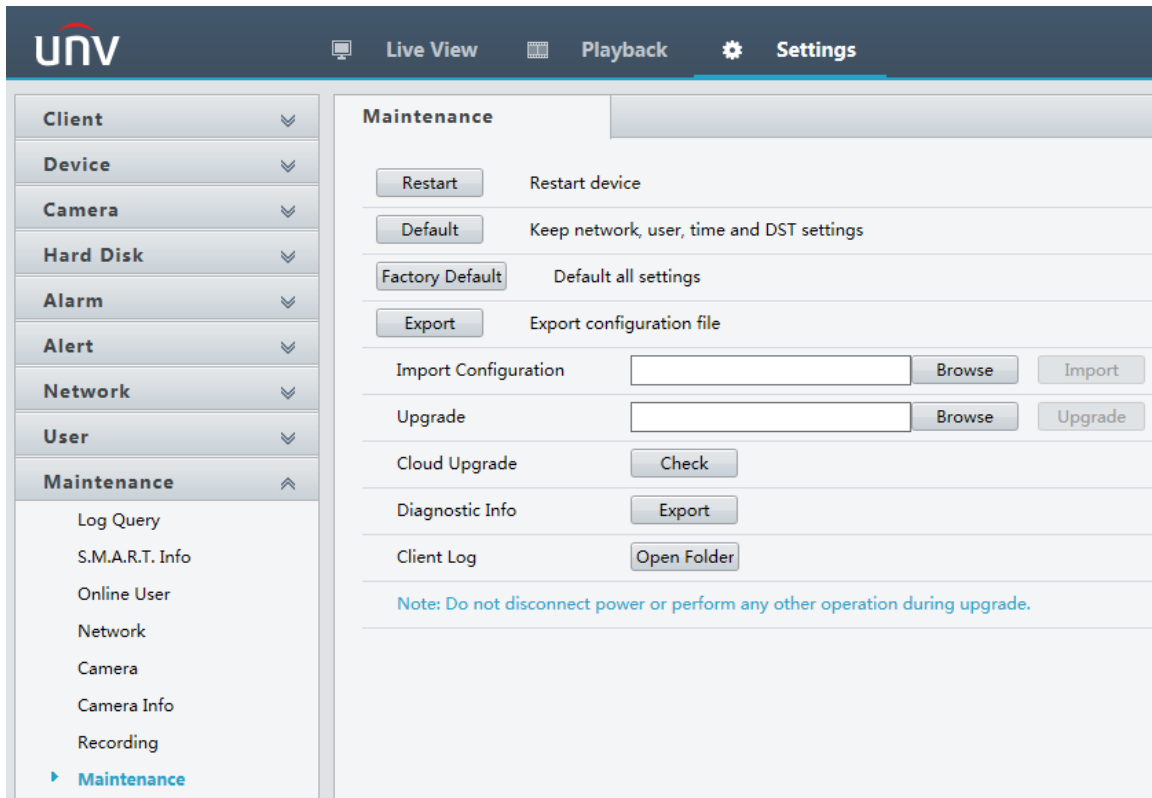 unv
Live View
Playback
Settings
Client
Device
Camera
Hard Disk
Alarm
Alert
Network
User
Maintenance
Log Query
S.M.A.R.T. Info
Online User
Network
Camera
Camera Info
Recording
Maintenance
Maintenance
Restart Restart device
Default Keep network, user, time and DST settings
Factory Default Default all settings
Export Export configuration file
Import Configuration Browse Import
Upgrade Browse Upgrade
Cloud Upgrade Check
Diagnostic Info Export
Client Log Open Folder
Note: Do not disconnect power or perform any other operation during upgrade.